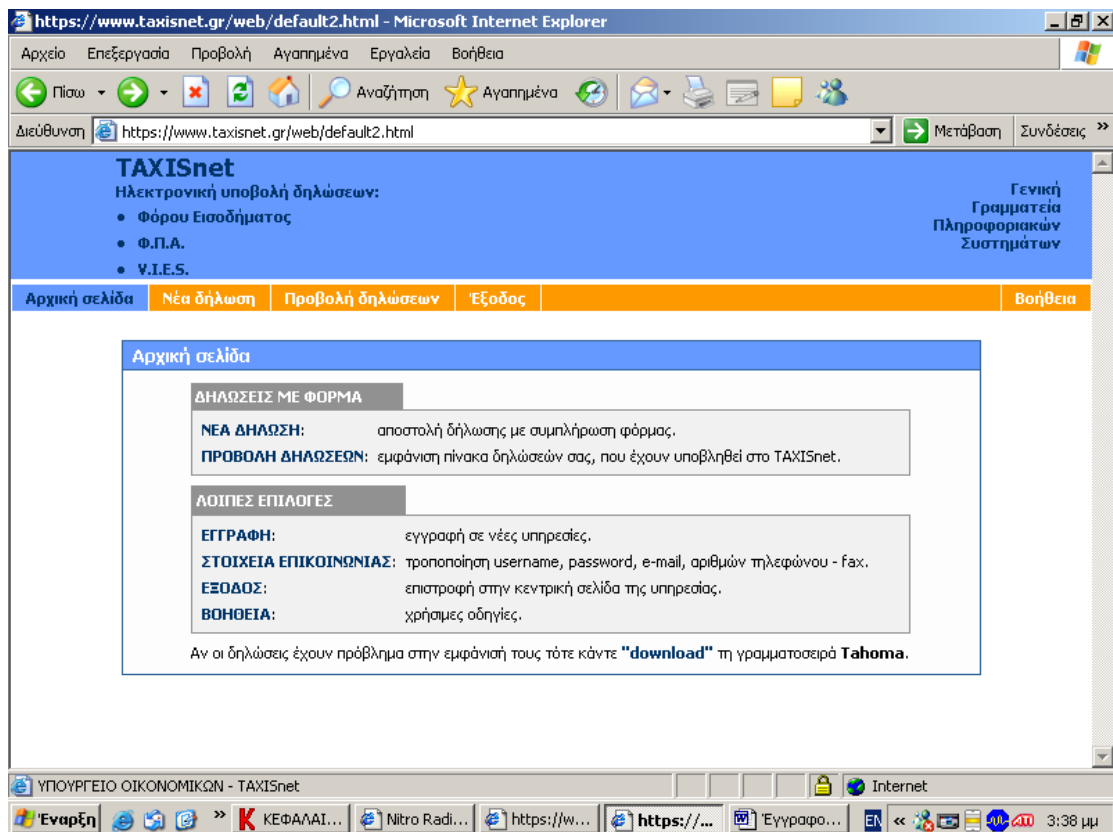 https://www.taxisnet.gr/web/default2.html - Microsoft Internet Explorer
Αρχείο Επεξεργασία Προβολή Αγαπημένα Εργαλεία Βοήθεια
Πίσω Αναζήτηση Αγαπημένα
Διεύθυνση https://www.taxisnet.gr/web/default2.html Μετάβαση Συνδέσεις »
TAXISnet
Ηλεκτρονική υποβολή δηλώσεων:
• Φόρου Εισοδήματος
• Φ.Π.Α.
• V.I.E.S.
Γενική
Γραμματεία
Πληροφοριακών
Συστημάτων
Αρχική σελίδα Νέα δήλωση Προβολή δηλώσεων Έξοδος Βοήθεια
Αρχική σελίδα
ΔΗΛΩΣΕΙΣ ΜΕ ΦΟΡΜΑ
ΝΕΑ ΔΗΛΩΣΗ: αποστολή δήλωσης με συμπλήρωση φόρμας.
ΠΡΟΒΟΛΗ ΔΗΛΩΣΕΩΝ: εμφάνιση πίνακα δηλώσεών σας, που έχουν υποβληθεί στο TAXISnet.
ΛΟΙΠΕΣ ΕΠΙΛΟΓΕΣ
ΕΓΓΡΑΦΗ: εγγραφή σε νέες υπηρεσίες.
ΣΤΟΙΧΕΙΑ ΕΠΙΚΟΙΝΩΝΙΑΣ: τροποποίηση username, password, e-mail, αριθμών τηλεφώνου - fax.
ΕΞΟΔΟΣ: επιστροφή στην κεντρική σελίδα της υπηρεσίας.
ΒΟΗΘΕΙΑ: χρήσιμες οδηγίες.
Αν οι δηλώσεις έχουν πρόβλημα στην εμφάνισή τους τότε κάντε "download" τη γραμματοσειρά Tahoma.
ΥΠΟΥΡΓΕΙΟ ΟΙΚΟΝΟΜΙΚΩΝ - TAXISnet Internet
Έναρξη » ΚΕΦΑΛΑΙ... Nitro Radi... https://w... https://... Έγγραφο... EN « 3:38 μμ